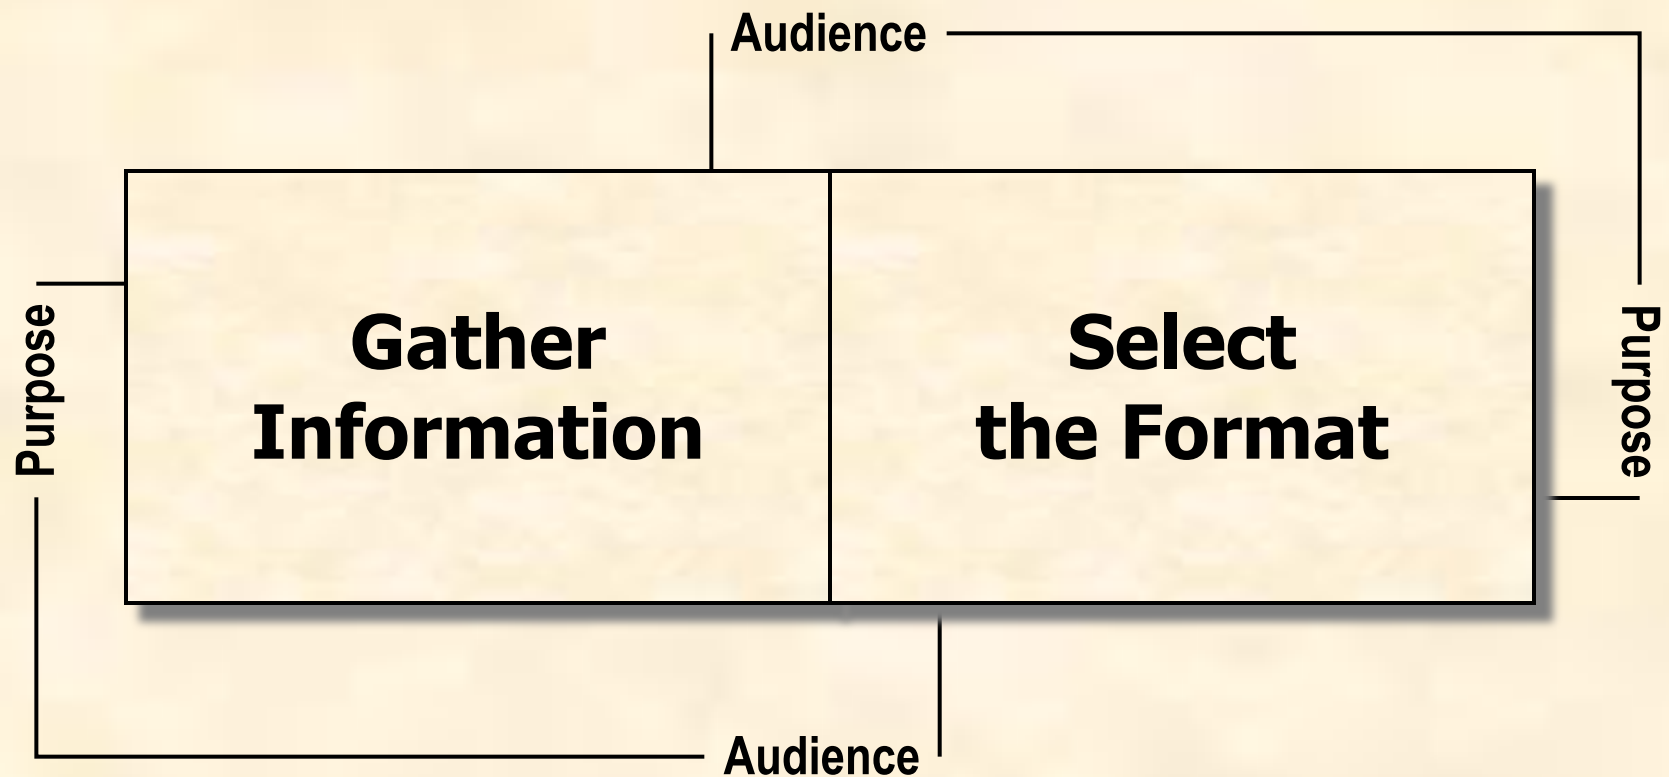 Audience
Purpose
Gather
Information
Select
the Format
Purpose
Audience